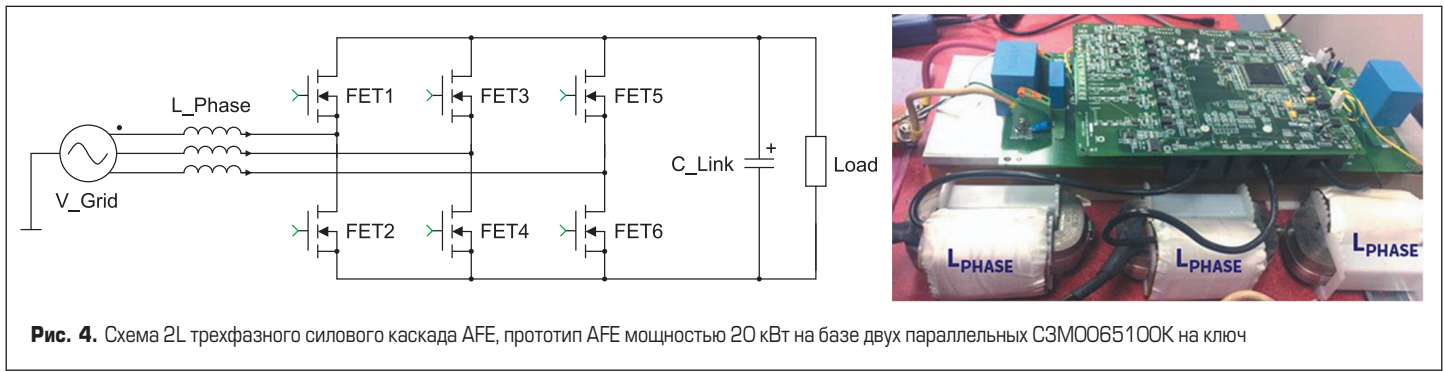 L_Phase
V_Grid
FET1
FET3
FET5
FET2
FET4
FET6
C_Link
+
Load
LPHASE
LPHASE
LPHASE
Рис. 4. Схема 2L трехфазного силового каскада AFE, прототип AFE мощностью 20 кВт на базе двух параллельных C3M0065100K на ключ